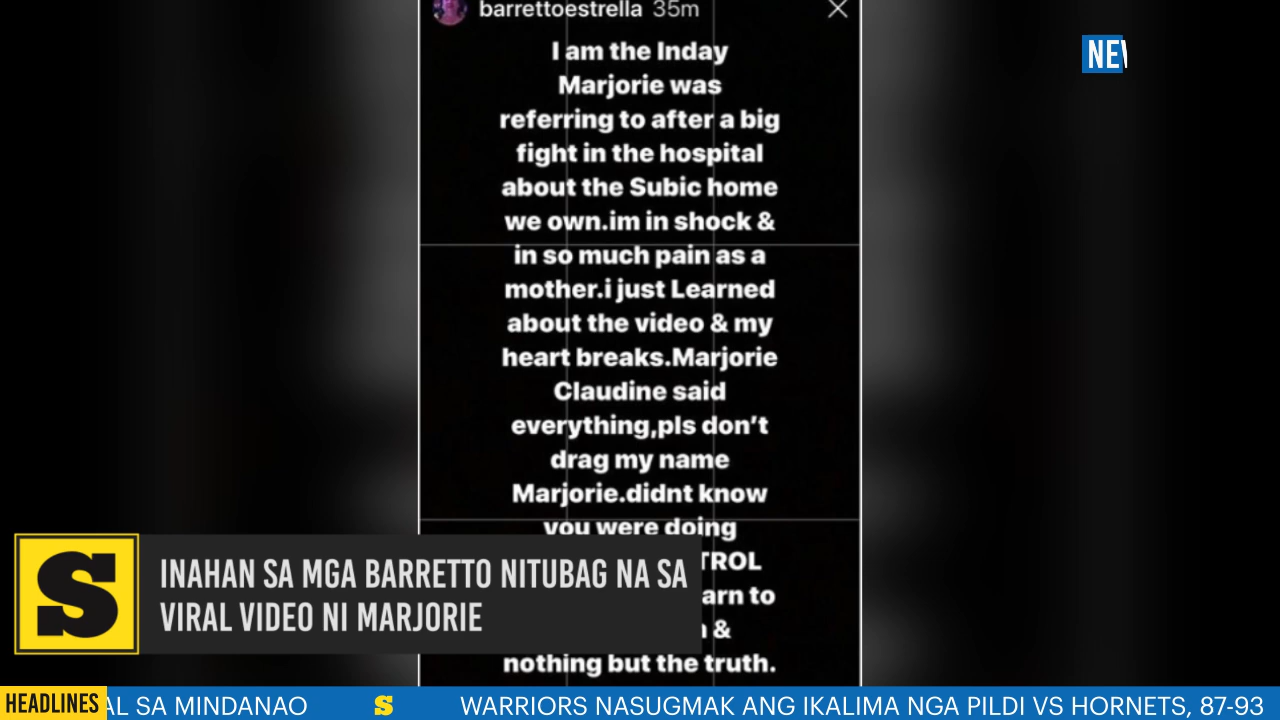 barrettoestrella 35m
I am the Inday
Marjorie was
referring to after a big
fight in the hospital
about the Subic home
we own.im in shock &
in so much pain as a
mother.i just Learned
about the video & my
heart breaks.Marjorie
Claudine said
everything,pls don't
drag my name
Marjorie.didnt know
you were doing
TROL
arn to
&
nothing but the truth.
NEV
S
INAHAN SA MGA BARRETTO NITUBAG NA SA
VIRAL VIDEO NI MARJORIE
HEADLINES
AL SA MINDANAO S WARRIORS NASUGMAK ANG IKALIMA NGA PILDI VS HORNETS, 87-93